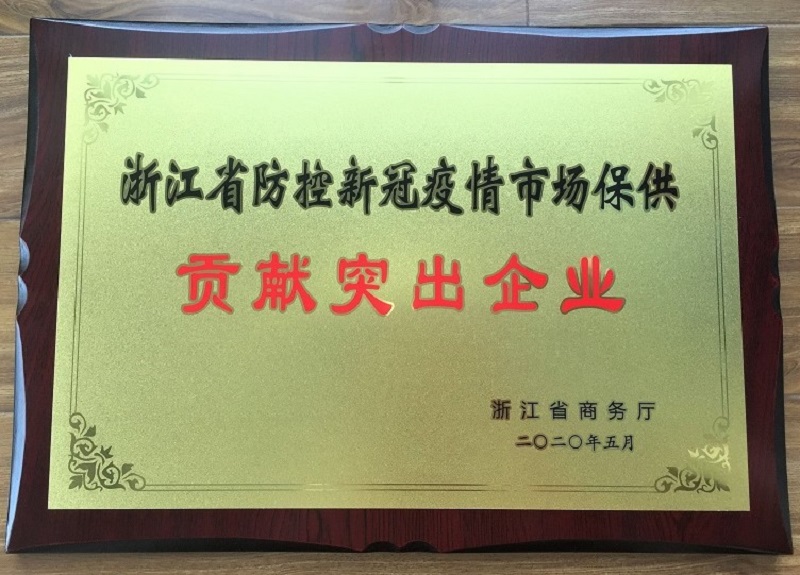 浙江省防控新冠疫情市场保供
贡献突出企业
浙江省商务厅
二〇二〇年五月